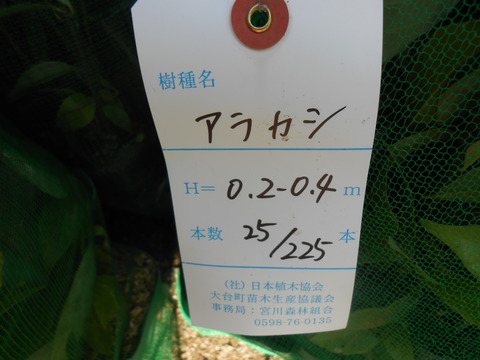 樹種名
アラカシ
H= 0.2-0.4 m
本数 25/225 本
(社) 日本植木協会
大台町苗木生産協議会
事務局:宮川森林組合
0598-76-0135